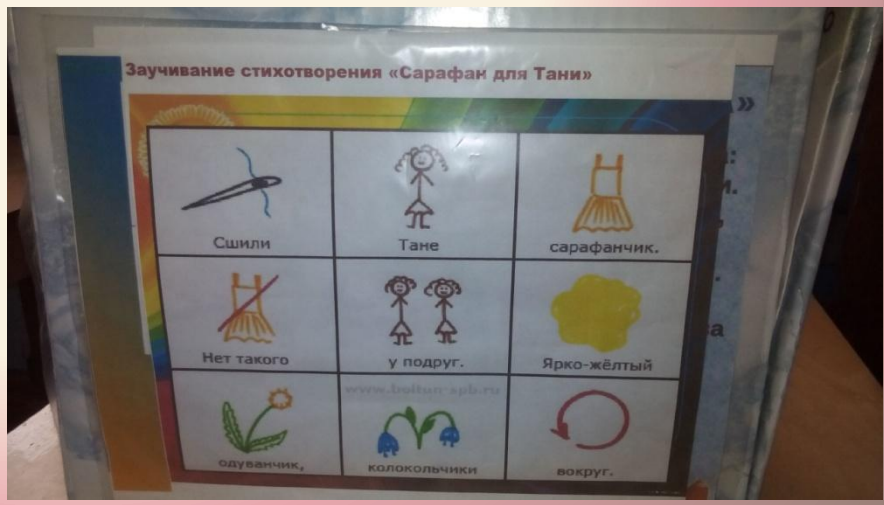 Заучивание стихотворения «Сарафан для Тани»
Сшили
Тане
сарафанчик.
Нет такого
у подруг.
Ярко-жёлтый
www.boltun-spb.ru
одуванчик,
колокольчики
вокруг.